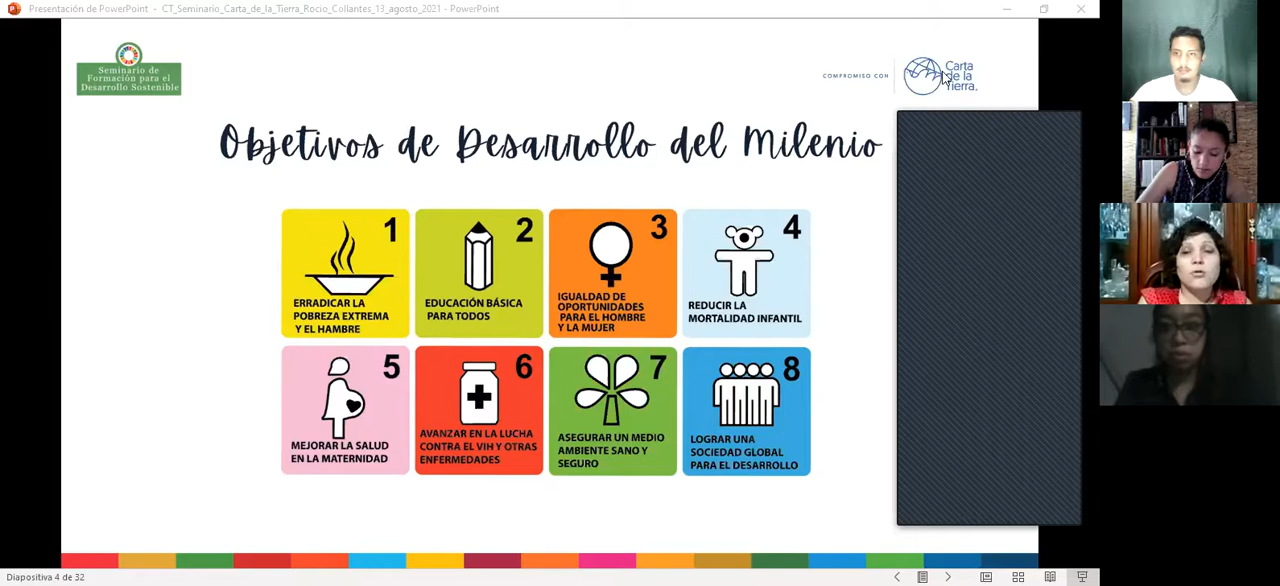 Presentación de PowerPoint - CT_Seminario_Carta_de_la_Tierra_Rocio_Collantes_13_agosto_2021 - PowerPoint
Seminario de
Formación para el
Desarrollo Sostenible
COMPROMISO CON
Carta
de la
Tierra.
Objetivos de Desarrollo del Milenio
1
ERRADICAR LA
POBREZA EXTREMA
Y EL HAMBRE
2
EDUCACIÓN BÁSICA
PARA TODOS
3
IGUALDAD DE
OPORTUNIDADES
PARA EL HOMBRE
Y LA MUJER
4
REDUCIR LA
MORTALIDAD INFANTIL
5
MEJORAR LA SALUD
EN LA MATERNIDAD
6
AVANZAR EN LA LUCHA
CONTRA EL VIH Y OTRAS
ENFERMEDADES
7
ASEGURAR UN MEDIO
AMBIENTE SANO Y
SEGURO
8
LOGRAR UNA
SOCIEDAD GLOBAL
PARA EL DESARROLLO
Diapositiva 4 de 32